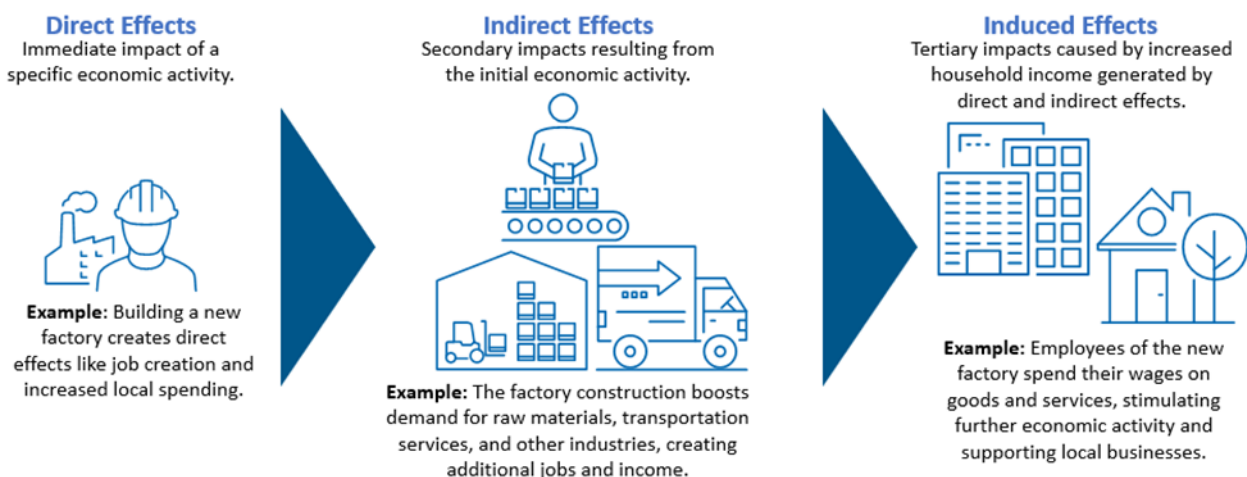 Direct Effects
Immediate impact of a
specific economic activity.
Example: Building a new
factory creates direct
effects like job creation and
increased local spending.
Indirect Effects
Secondary impacts resulting from
the initial economic activity.
Example: The factory construction boosts
demand for raw materials, transportation
services, and other industries, creating
additional jobs and income.
Induced Effects
Tertiary impacts caused by increased
household income generated by
direct and indirect effects.
Example: Employees of the new
factory spend their wages on
goods and services, stimulating
further economic activity and
supporting local businesses.